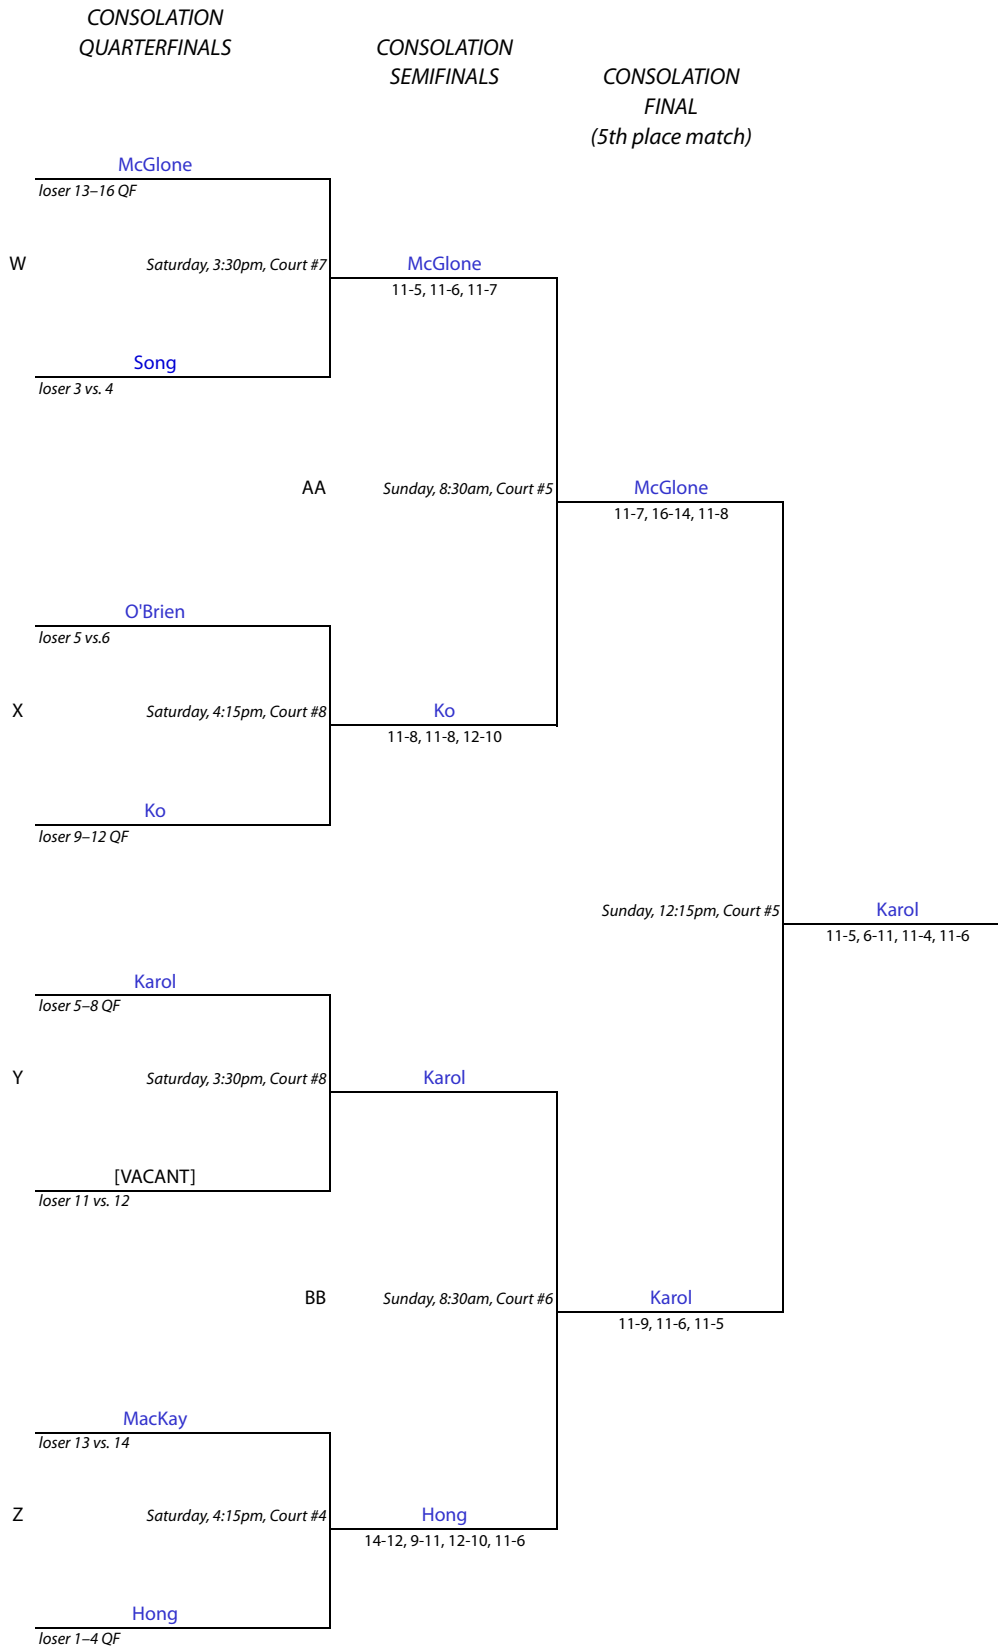 CONSOLATION
QUARTERFINALS
CONSOLATION
SEMIFINALS
CONSOLATION
FINAL
(5th place match)
McGlone
loser 13–16 QF
W
Saturday, 3:30pm, Court #7
McGlone
11-5, 11-6, 11-7
Song
loser 3 vs. 4
AA
Sunday, 8:30am, Court #5
McGlone
11-7, 16-14, 11-8
O'Brien
loser 5 vs.6
X
Saturday, 4:15pm, Court #8
Ko
11-8, 11-8, 12-10
Ko
loser 9–12 QF
Sunday, 12:15pm, Court #5
Karol
11-5, 6-11, 11-4, 11-6
Karol
loser 5–8 QF
Y
Saturday, 3:30pm, Court #8
Karol
[VACANT]
loser 11 vs. 12
BB
Sunday, 8:30am, Court #6
Karol
11-9, 11-6, 11-5
MacKay
loser 13 vs. 14
Z
Saturday, 4:15pm, Court #4
Hong
14-12, 9-11, 12-10, 11-6
Hong
loser 1–4 QF